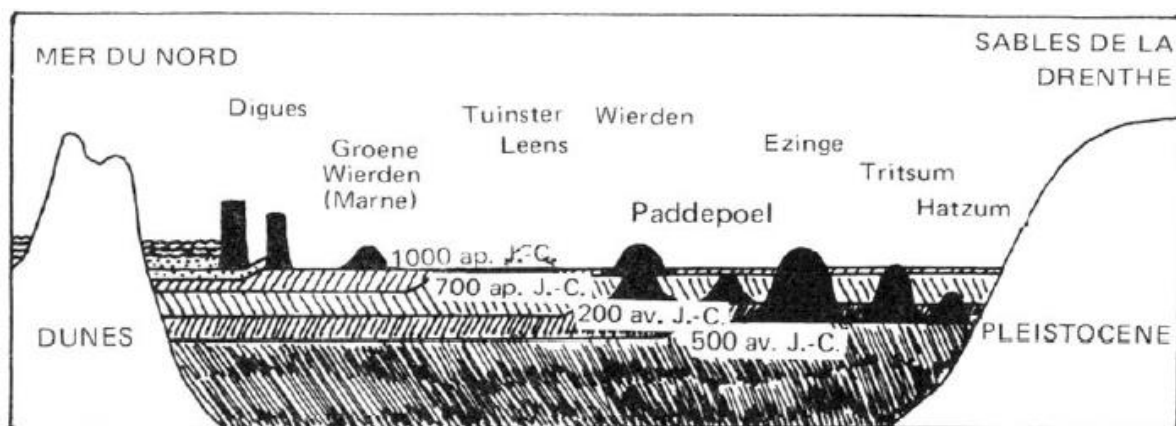 MER DU NORD
SABLES DE LA
DRENTHE
Digues
Tuinster
Leens
Wierden
Groene
Wierden
(Marne)
Ezinge
Tritsum
Hatzum
Paddepoel
1000 ap. J.-C.
700 ap. J.-C.
200 av. J.-C.
500 av. J.-C.
DUNES
PLEISTOCENE